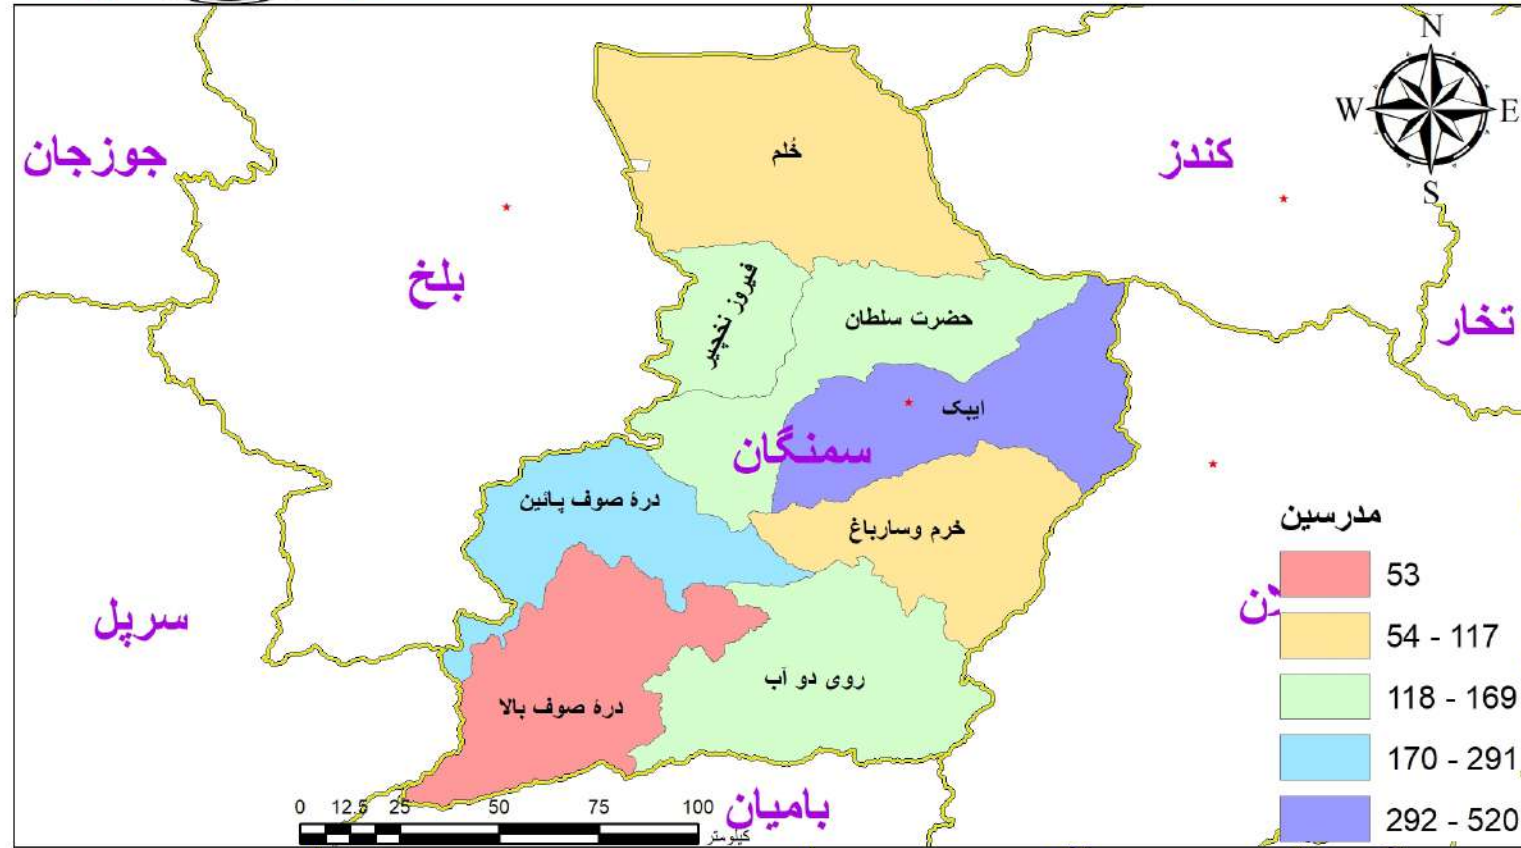 N
W
E
S
جوزجان
کندز
خُلم
بلخ
تخار
فیروز نخچیر
حضرت سلطان
ایبک
سمنگان
درهٔ صوف پائین
خرم وسارباغ
سرپل
روی دو آب
درهٔ صوف بالا
بامیان
مدرسین
53
54 - 117
118 - 169
170 - 291
292 - 520
0 12.5 25 50 75 100
کیلومتر